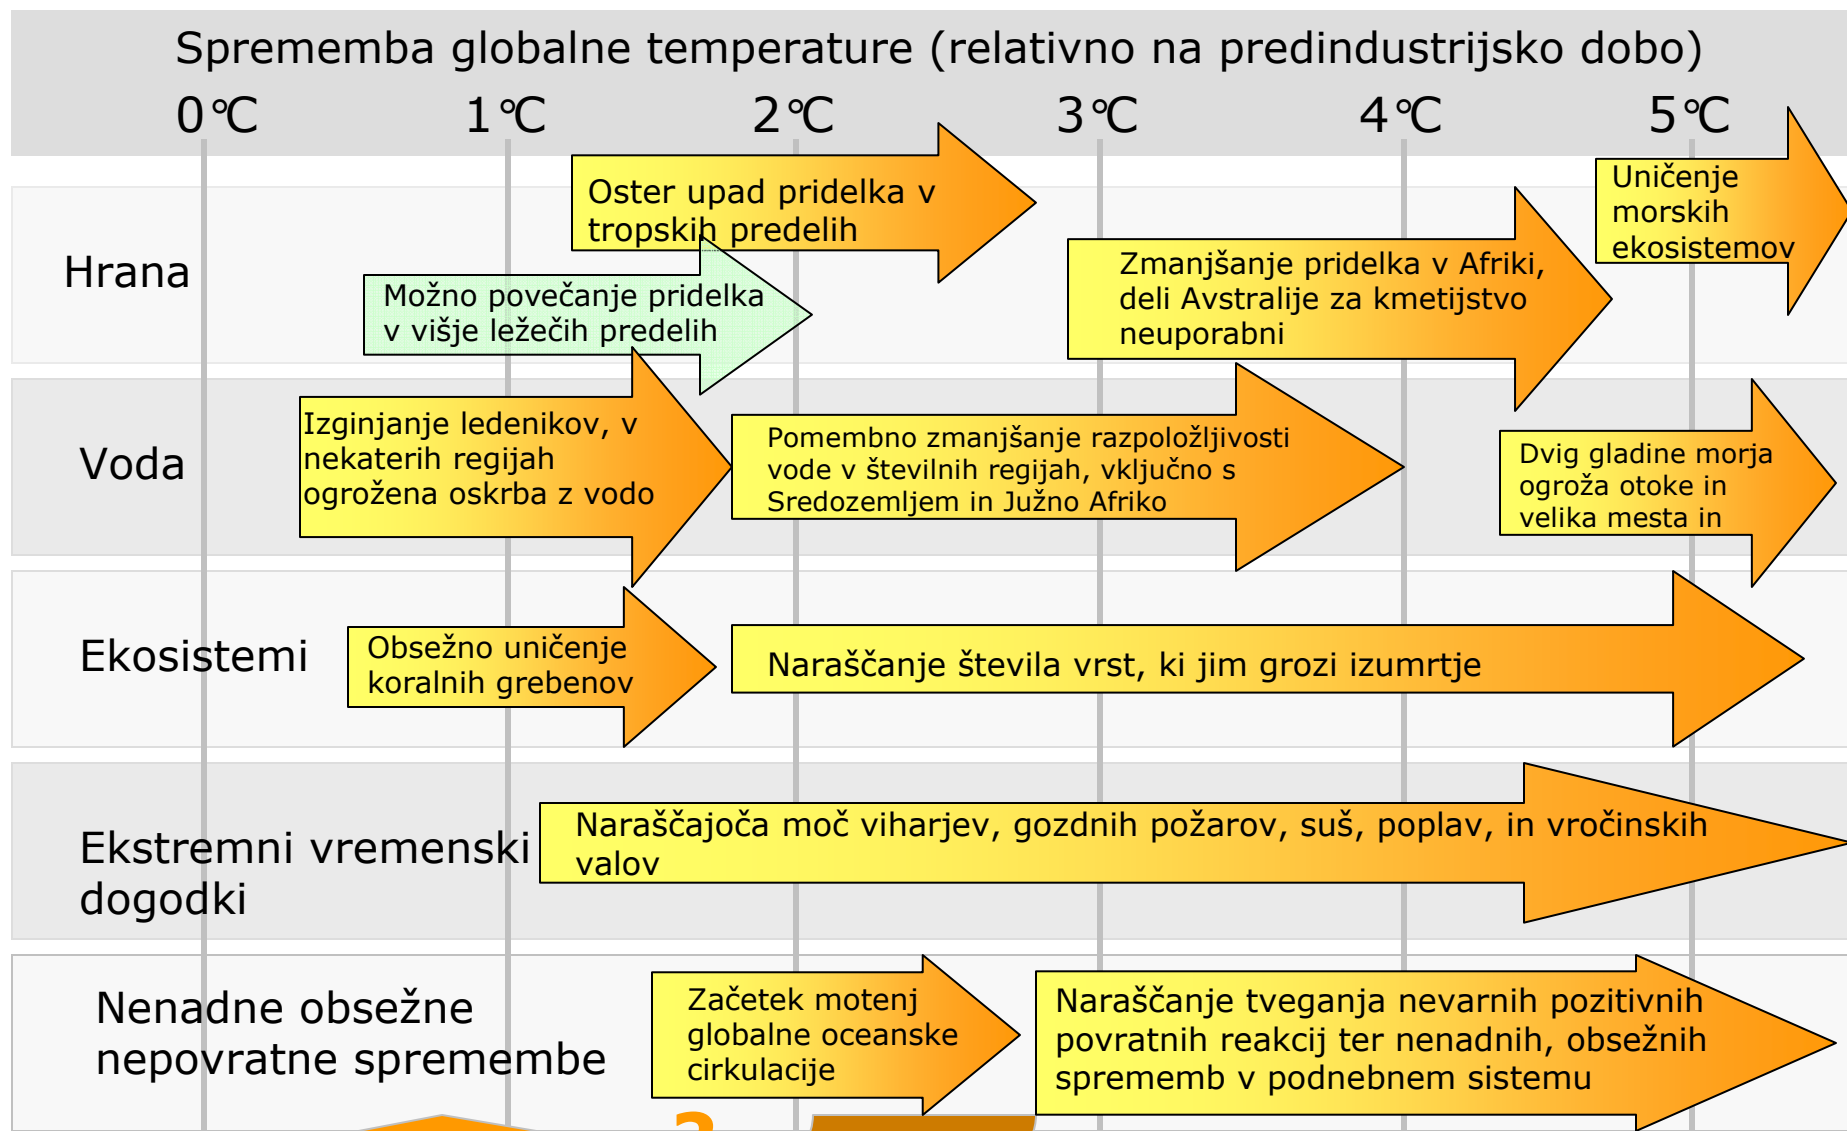 Sprememba globalne temperature (relativno na predindustrijsko dobo)
0°C 1°C 2°C 3°C 4°C 5°C
Hrana
Oster upad pridelka v
tropskih predelih
Možno povečanje pridelka
v višje ležečih predelih
Zmanjšanje pridelka v Afriki,
deli Avstralije za kmetijstvo
neuporabni
Uničenje
morskih
ekosistemov
Voda
Izginjanje ledenikov, v
nekaterih regijah
ogrožena oskrba z vodo
Pomembno zmanjšanje razpoložljivosti
vode v številnih regijah, vključno s
Sredozemljem in Južno Afriko
Dvig gladine morja
ogroža otoke in
velika mesta in
Ekosistemi
Obsežno uničenje
koralnih grebenov
Naraščanje števila vrst, ki jim grozi izumrtje
Ekstremni vremenski
dogodki
Naraščajoča moč viharjev, gozdnih požarov, suš, poplav, in vročinskih
valov
Nenadne obsežne
nepovratne spremembe
Začetek motenj
globalne oceanske
cirkulacije
Naraščanje tveganja nevarnih pozitivnih
povratnih reakcij ter nenadnih, obsežnih
sprememb v podnebnem sistemu